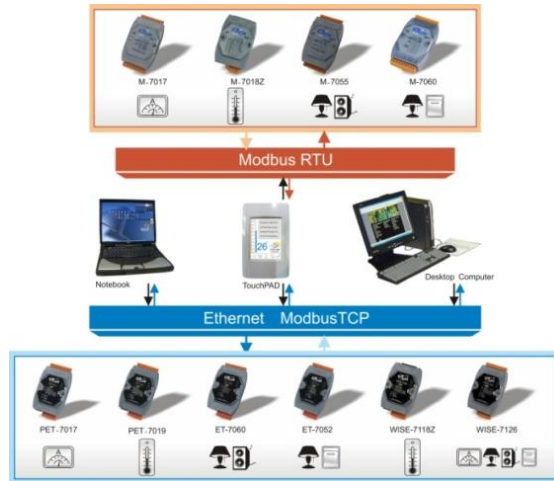 M-7017 M-7018Z M-7055 M-7060
Modbus RTU
Notebook TouchPAD Desktop Computer
26
Ethernet ModbusTCP
PET-7017 PET-7019 ET-7060 ET-7052 WISE-7118Z WISE-7126